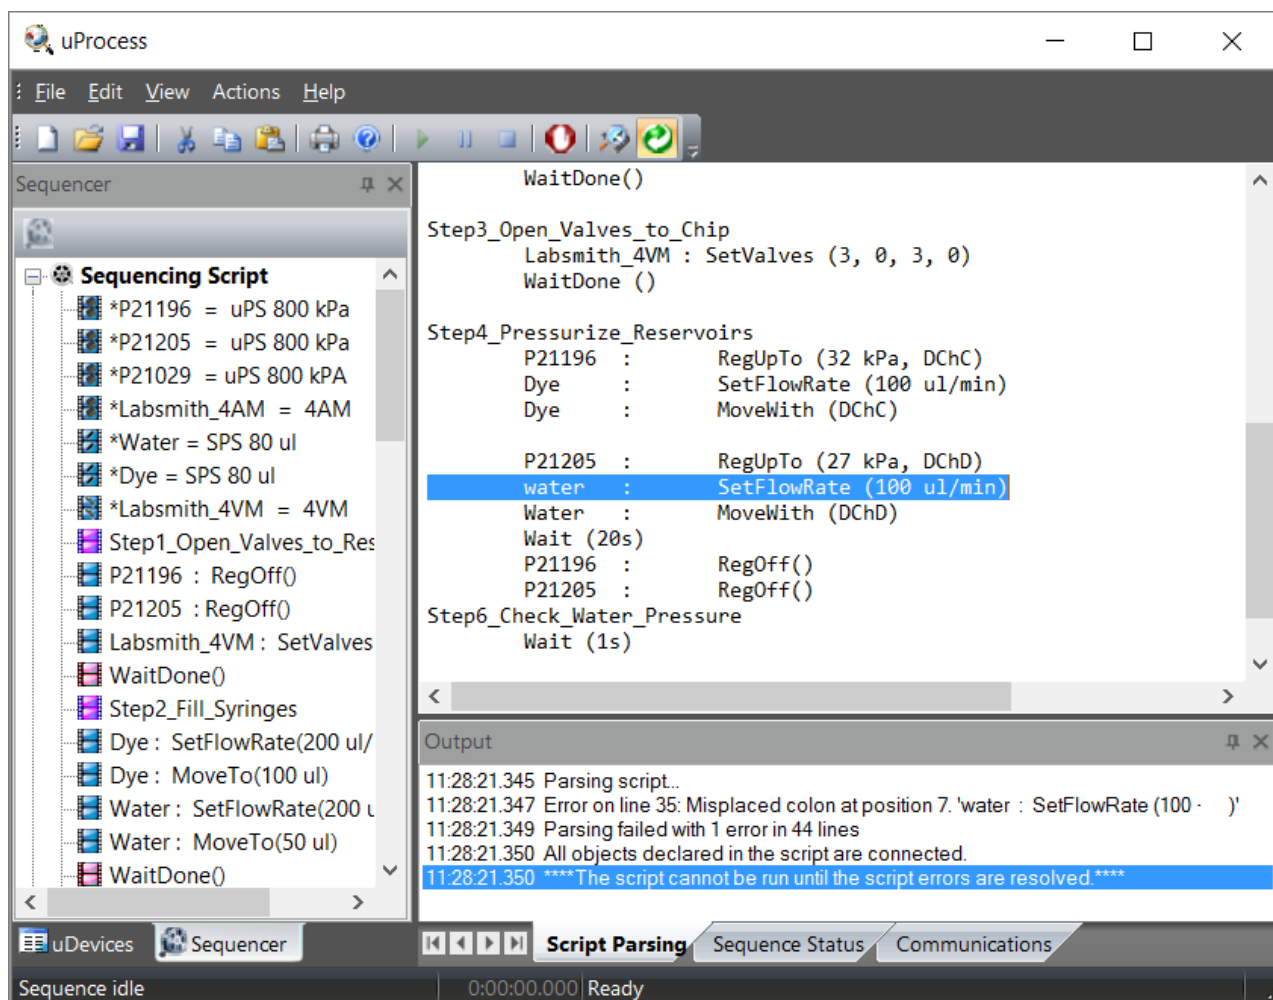 uProcess
File Edit View Actions Help
Sequencer
Sequencing Script
*P21196 = uPS 800 kPa
*P21205 = uPS 800 kPa
*P21029 = uPS 800 kPA
*Labsmith_4AM = 4AM
*Water = SPS 80 ul
*Dye = SPS 80 ul
*Labsmith_4VM = 4VM
Step1_Open_Valves_to_Res
P21196 : RegOff()
P21205 : RegOff()
Labsmith_4VM : SetValves
WaitDone()
Step2_Fill_Syringes
Dye : SetFlowRate(200 ul/
Dye : MoveTo(100 ul)
Water : SetFlowRate(200 u
Water : MoveTo(50 ul)
WaitDone()
uDevices Sequencer
WaitDone()
Step3_Open_Valves_to_Chip
Labsmith_4VM : SetValves (3, 0, 3, 0)
WaitDone ()
Step4_Pressurize_Reservoirs
P21196 : RegUpTo (32 kPa, DChC)
Dye : SetFlowRate (100 ul/min)
Dye : MoveWith (DChC)
P21205 : RegUpTo (27 kPa, DChD)
water : SetFlowRate (100 ul/min)
Water : MoveWith (DChD)
Wait (20s)
P21196 : RegOff()
P21205 : RegOff()
Step6_Check_Water_Pressure
Wait (1s)
Output
11:28:21.345 Parsing script...
11:28:21.347 Error on line 35: Misplaced colon at position 7. 'water : SetFlowRate (100 · )'
11:28:21.349 Parsing failed with 1 error in 44 lines
11:28:21.350 All objects declared in the script are connected.
11:28:21.350 ****The script cannot be run until the script errors are resolved.****
Script Parsing Sequence Status Communications
Sequence idle 0:00:00.000 Ready